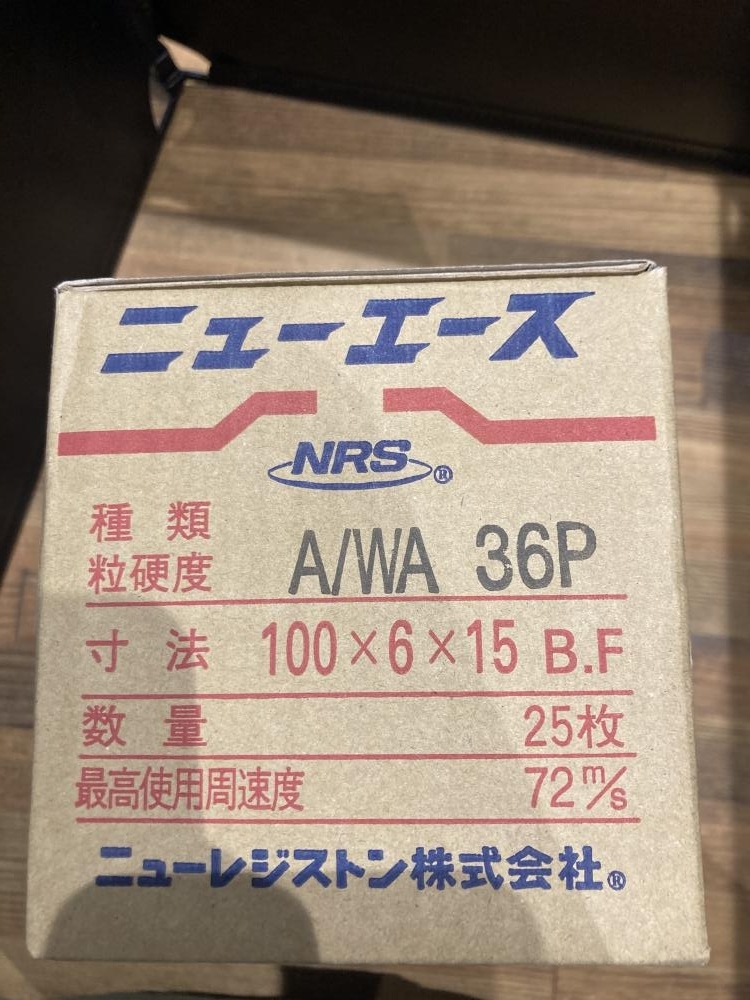 ニューエース
NRS®
種類
粒硬度 A/WA 36P
寸法 100×6×15 B.F
数量 25枚
最高使用周速度 72m/s
ニューレジストン株式会社®